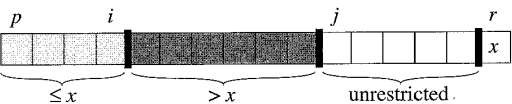 p i j r
x
≤ x > x unrestricted